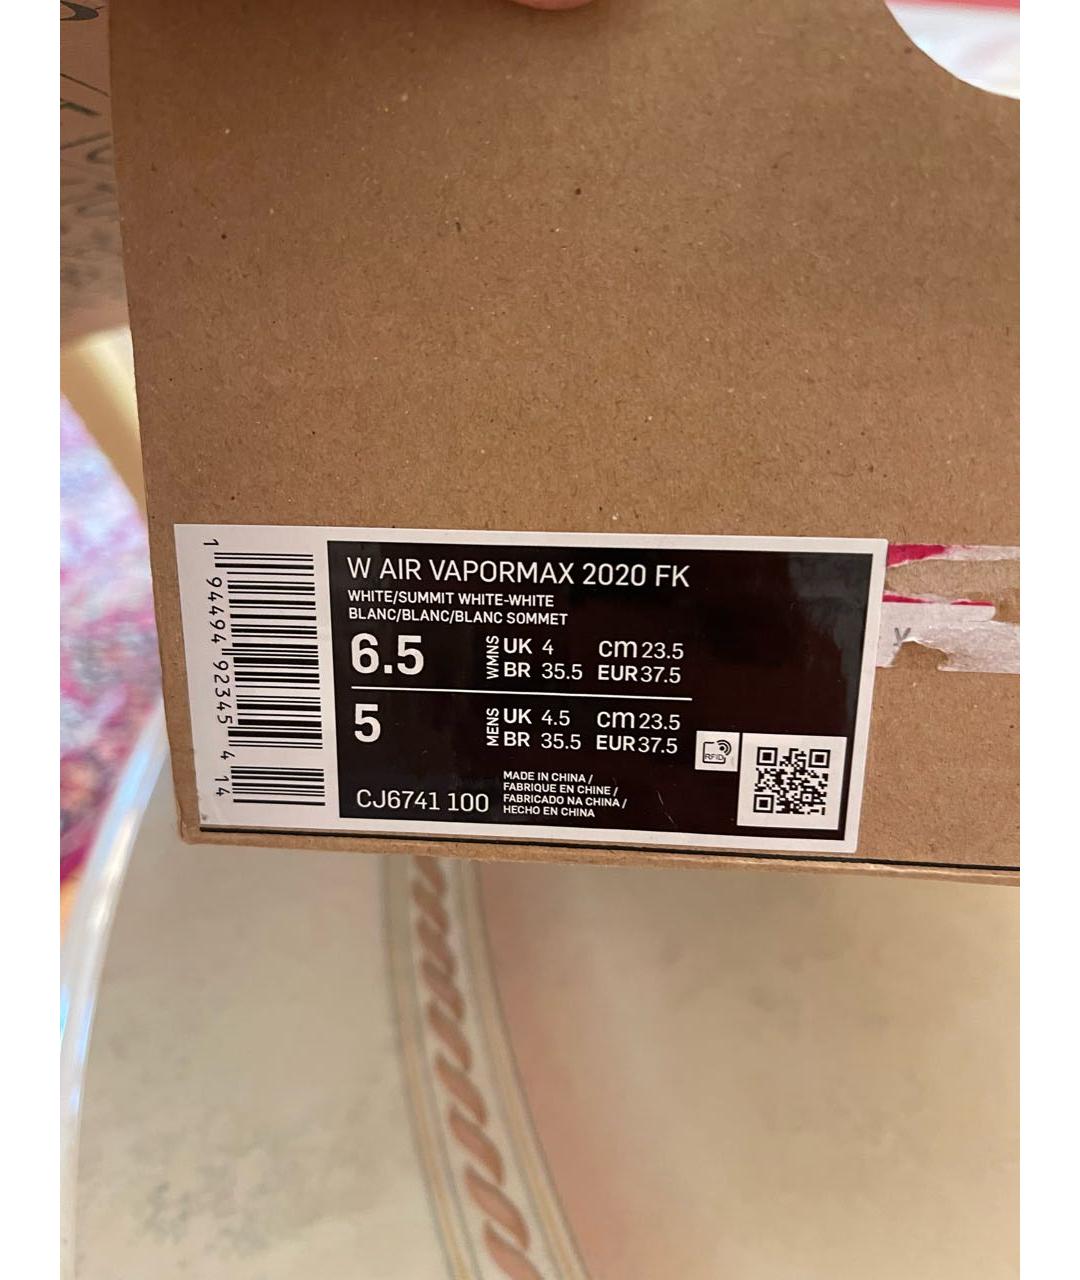 W AIR VAPORMAX 2020 FK
WHITE/SUMMIT WHITE-WHITE
BLANC/BLANC/BLANC SOMMET
6.5 WMNS UK 4 cm 23.5
BR 35.5 EUR 37.5
5 MENS UK 4.5 cm 23.5
BR 35.5 EUR 37.5
CJ6741 100
MADE IN CHINA /
FABRIQUE EN CHINE /
FABRICADO NA CHINA /
HECHO EN CHINA
RFID
1 94494 92345 4 14